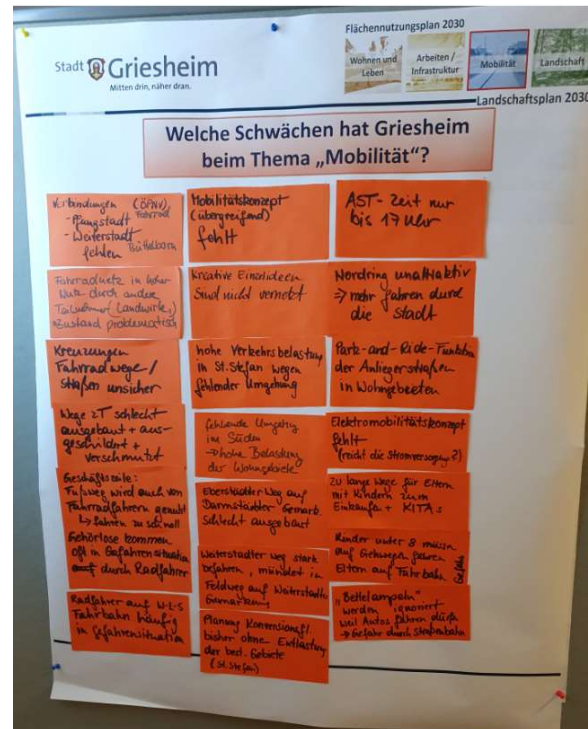 Stadt Griesheim
Mitten drin, näher dran.
Flächennutzungsplan 2030
Wohnen und
Leben
Arbeiten /
Infrastruktur
Mobilität
Landschaft
Landschaftsplan 2030
Welche Schwächen hat Griesheim
beim Thema „Mobilität“?
Verbindungen (ÖPNV),
Fahrrad
- Pfungstadt
- Weiterstadt
Büttelborn
fehlen
Fahrradnetz in hoher
Nutz durch andere
Teilnehmer (Landwirte,)
Zustand problematisch
Kreuzungen
Fahrradwege/
straßen unsicher
Wege zT schlecht
ausgebaut + aus-
geschildert +
verschmutzt
Geschäftszeile:
Fußweg wird auch von
Fahrradfahrern genutzt
↳ fahren zu schnell
Gehörlose kommen
oft in Gefahrensituation
durch Radfahrer
Radfahrer auf W-L-S
Fahrbahn häufig
in Gefahrensituation
Mobilitätskonzept
(übergreifend)
fehlt
Kreative Einzelideen
sind nicht vernetzt
hohe Verkehrsbelastung
in St. Stefan wegen
fehlender Umgehung
fehlende Umgehung
im Süden
→ hohe Belastung
der Wohngebiete
Eberstädter Weg auf
Darmstädter Gemark.
schlecht ausgebaut
Weiterstädter Weg stark
befahren, mündet in
Feldweg auf Weiterstädter
Gemarkung
Planung Konversionsfl.
bisher ohne Entlastung
der best. Gebiete
(St. Stefan)
AST-Zeit nur
bis 17 Uhr
Nordring unattraktiv
⇒ mehr fahren durch
die Stadt
Park-and-Ride-Funktion
der Anliegerstraßen
in Wohngebieten
Elektromobilitätskonzept
fehlt
(reicht die Stromversorgung?)
Zu lange Wege für Eltern
mit Kindern zum
Einkaufen + KITAs
Kinder unter 8 müssen
auf Gehwegen fahren
Eltern auf Fahrbahn
Gefahr
„Bettelampeln“
werden ignoriert
weil Autos fahren dürfen
→ Gefahr durch Straßenbahn